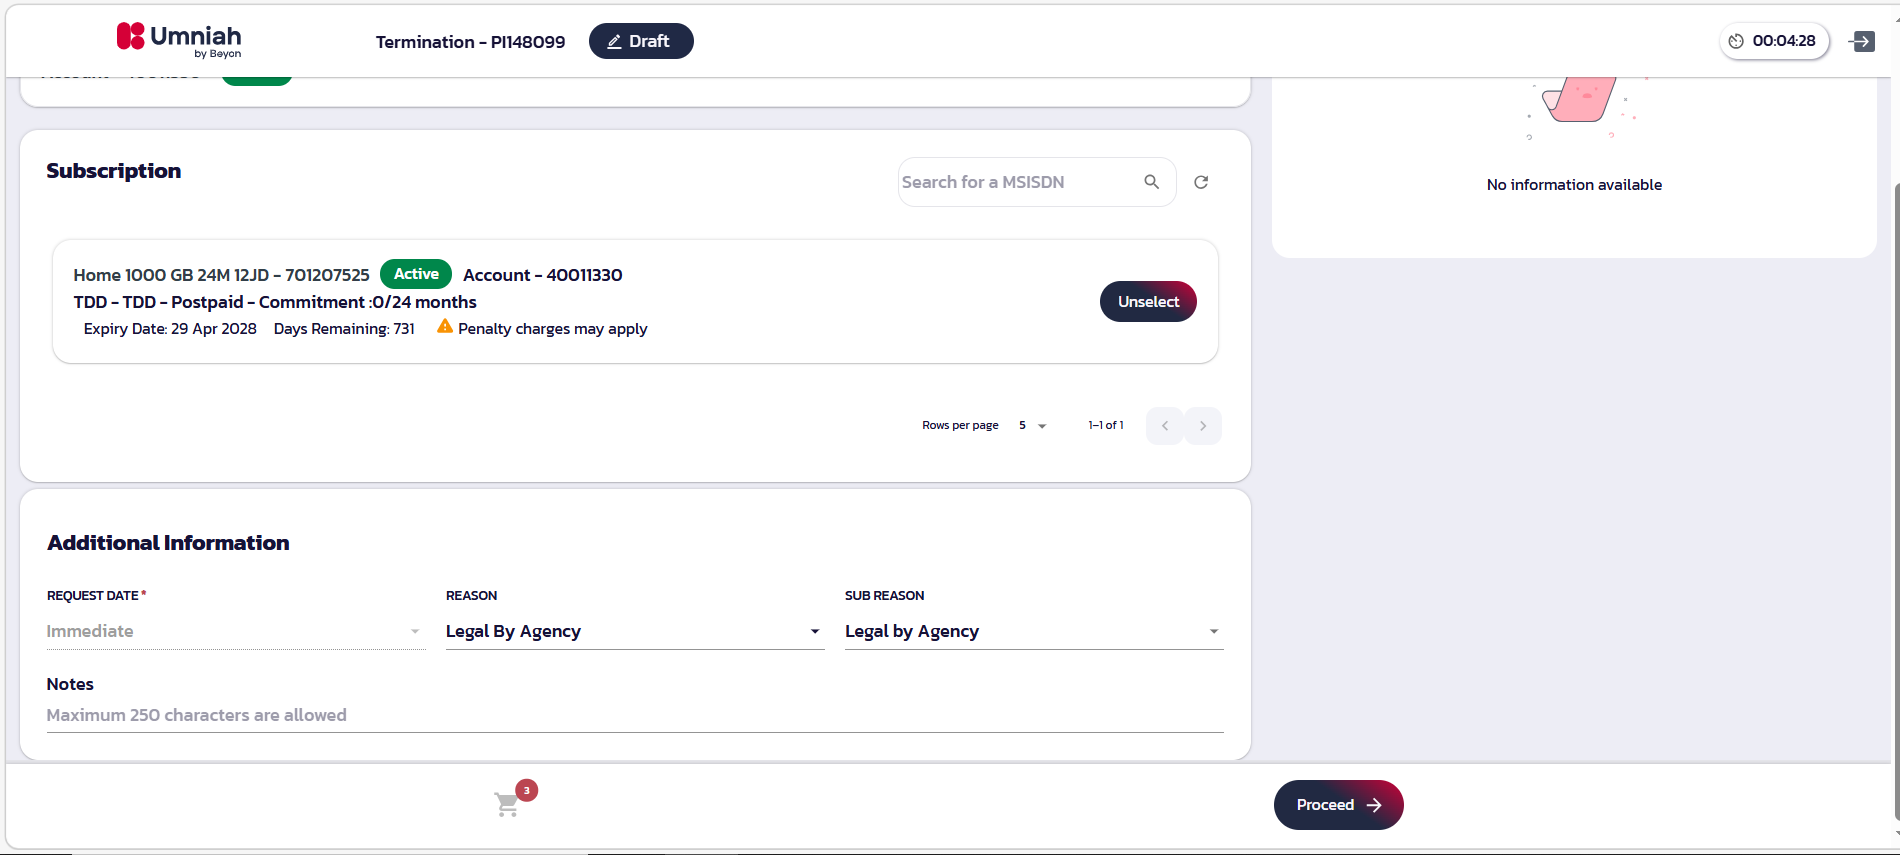 Umniah
by Beyon
Termination - PI148099
Draft
00:04:28
Subscription
Search for a MSISDN
No information available
Home 1000 GB 24M 12JD - 701207525
Active
Account - 40011330
TDD - TDD - Postpaid - Commitment :0/24 months
Unselect
Expiry Date: 29 Apr 2028
Days Remaining: 731
Penalty charges may apply
Rows per page
5
1-1 of 1
Additional Information
REQUEST DATE *
REASON
SUB REASON
Immediate
Legal By Agency
Legal by Agency
Notes
Maximum 250 characters are allowed
3
Proceed